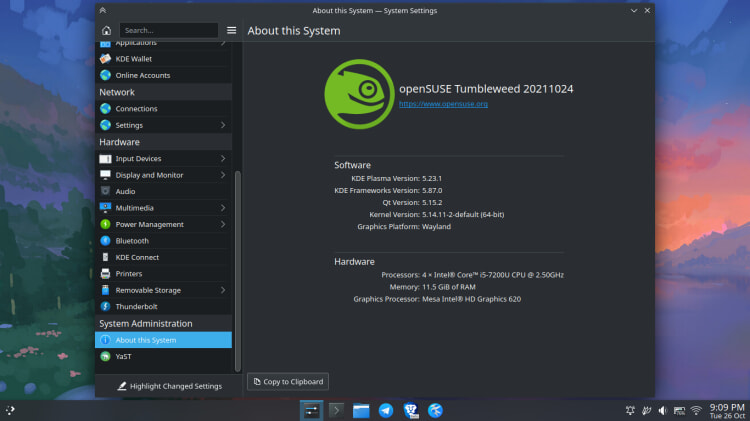 About this System — System Settings
Search...
About this System
Applications
KDE Wallet
Online Accounts
Network
Connections
Settings
Hardware
Input Devices
Display and Monitor
Audio
Multimedia
Power Management
Bluetooth
KDE Connect
Printers
Removable Storage
Thunderbolt
System Administration
About this System
YaST
Highlight Changed Settings
openSUSE Tumbleweed 20211024
https://www.opensuse.org
Software
KDE Plasma Version: 5.23.1
KDE Frameworks Version: 5.87.0
Qt Version: 5.15.2
Kernel Version: 5.14.11-2-default (64-bit)
Graphics Platform: Wayland
Hardware
Processors: 4 × Intel® Core™ i5-7200U CPU @ 2.50GHz
Memory: 11.5 GiB of RAM
Graphics Processor: Mesa Intel® HD Graphics 620
Copy to Clipboard
9:09 PM
Tue 26 Oct